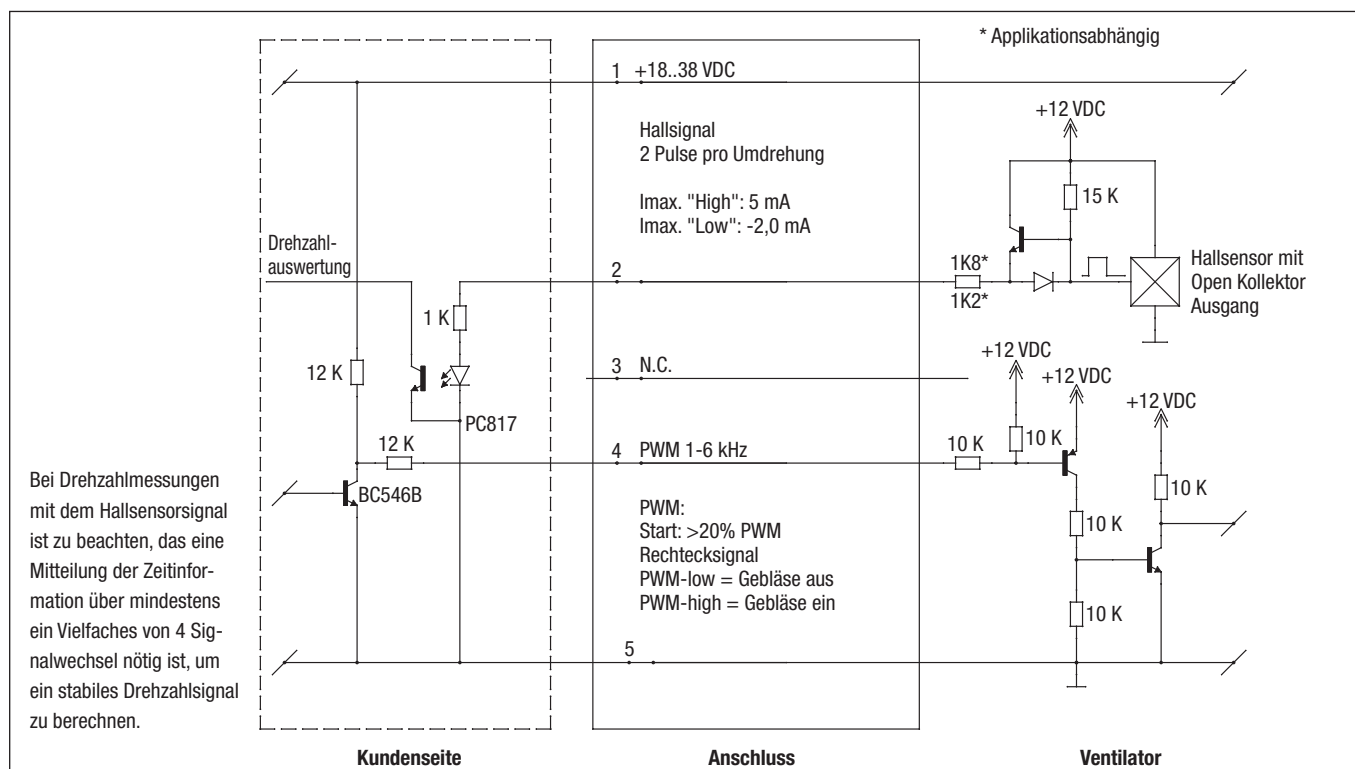 * Applikationsabhängig
1 +18..38 VDC
+12 VDC
Hallsignal
2 Pulse pro Umdrehung
Imax. "High": 5 mA
Imax. "Low": -2,0 mA
15 K
Drehzahl-
auswertung
2
1K8*
1K2*
Hallsensor mit
Open Kollektor
Ausgang
1 K
12 K
3 N.C.
+12 VDC
+12 VDC
+12 VDC
PC817
12 K
4 PWM 1-6 kHz
10 K
10 K
10 K
BC546B
Bei Drehzahlmessungen
mit dem Hallsensorsignal
ist zu beachten, das eine
Mitteilung der Zeitinfor-
mation über mindestens
ein Vielfaches von 4 Sig-
nalwechsel nötig ist, um
ein stabiles Drehzahlsignal
zu berechnen.
PWM:
Start: >20% PWM
Rechtecksignal
PWM-low = Gebläse aus
PWM-high = Gebläse ein
10 K
10 K
5
Kundenseite
Anschluss
Ventilator